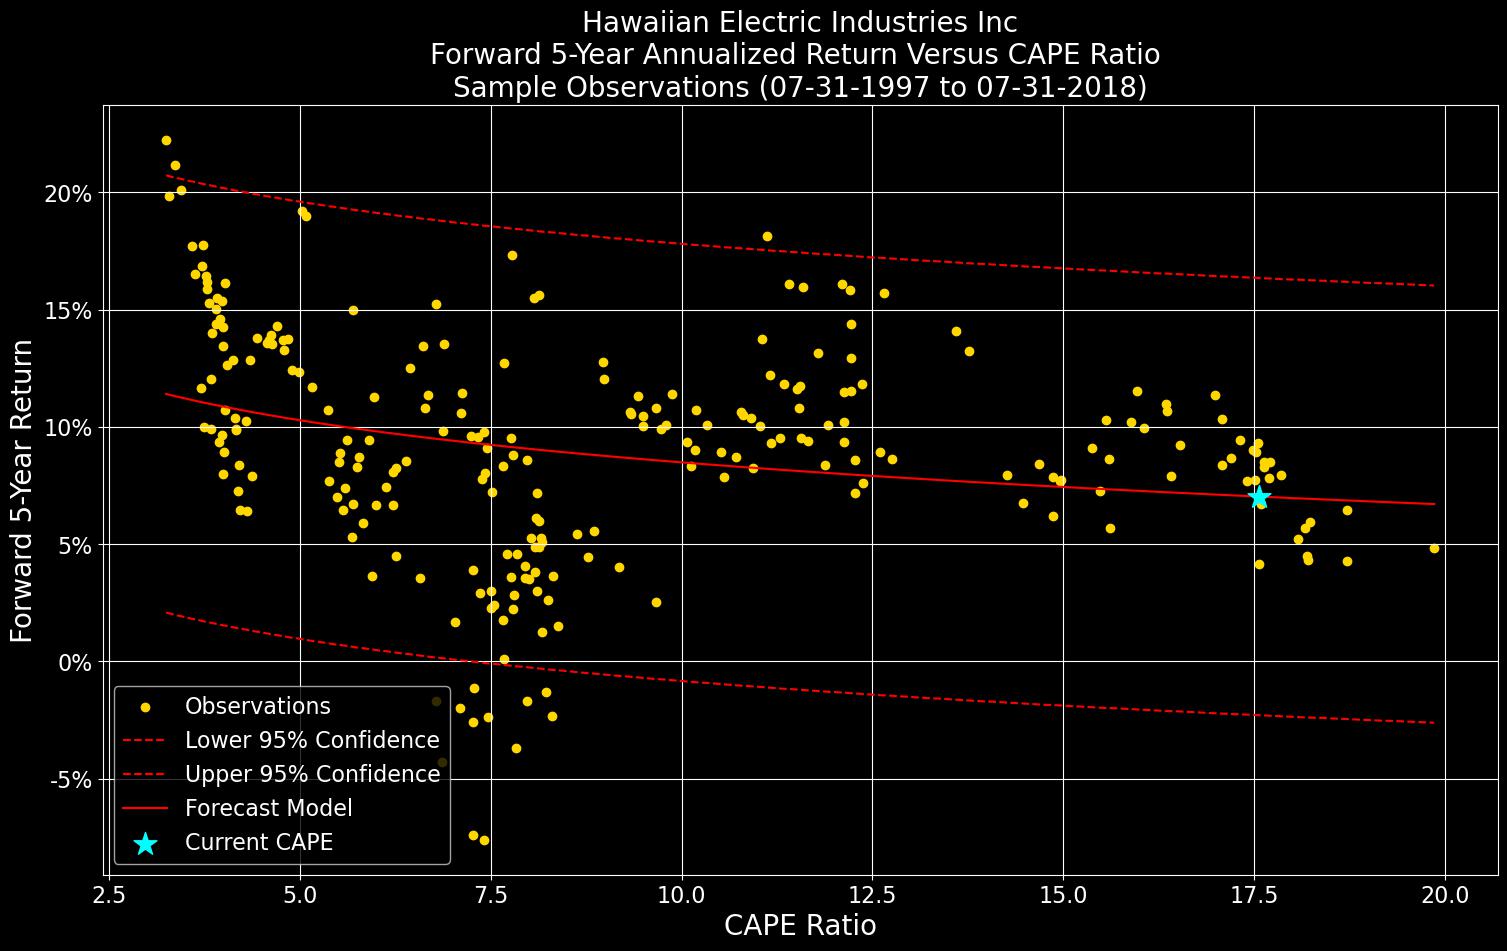 Hawaiian Electric Industries Inc
Forward 5-Year Annualized Return Versus CAPE Ratio
Sample Observations (07-31-1997 to 07-31-2018)
Forward 5-Year Return
20%
15%
10%
5%
0%
-5%
Observations
Lower 95% Confidence
Upper 95% Confidence
Forecast Model
Current CAPE
2.5 5.0 7.5 10.0 12.5 15.0 17.5 20.0
CAPE Ratio